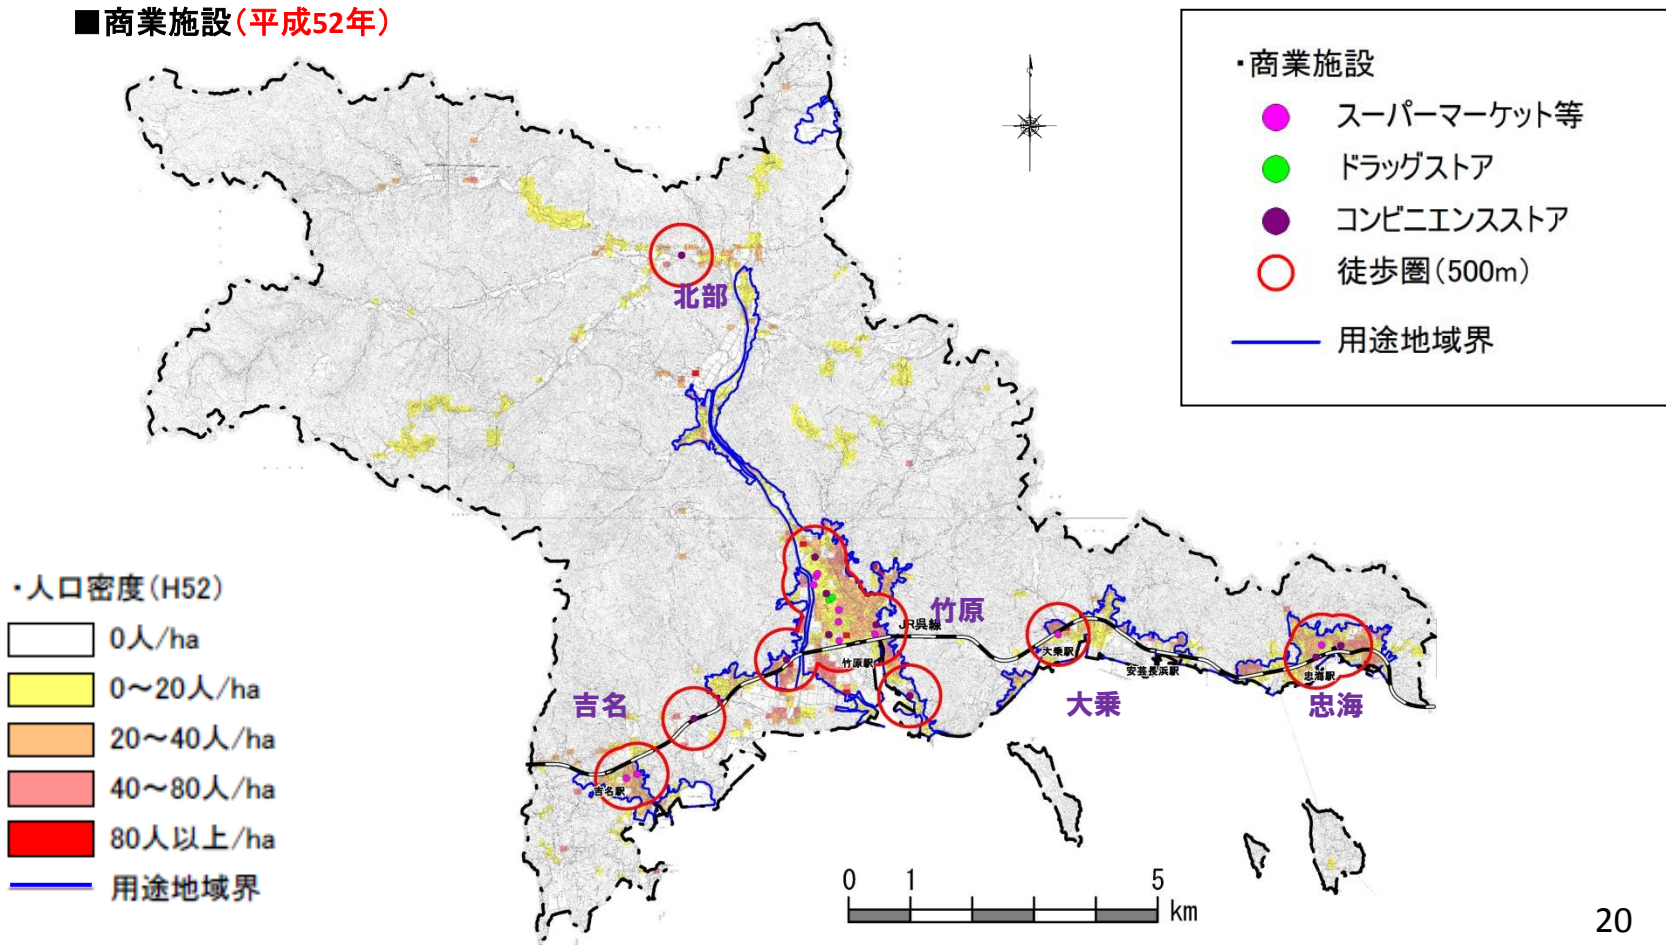 ■商業施設(平成52年)
・商業施設
スーパーマーケット等
ドラッグストア
コンビニエンスストア
徒歩圏(500m)
用途地域界
北部
竹原
JR呉線
竹原駅
大乗駅
安芸長浜駅
忠海駅
吉名
大乗
忠海
吉名駅
・人口密度(H52)
0人/ha
0～20人/ha
20～40人/ha
40～80人/ha
80人以上/ha
用途地域界
0 1 5
km
20